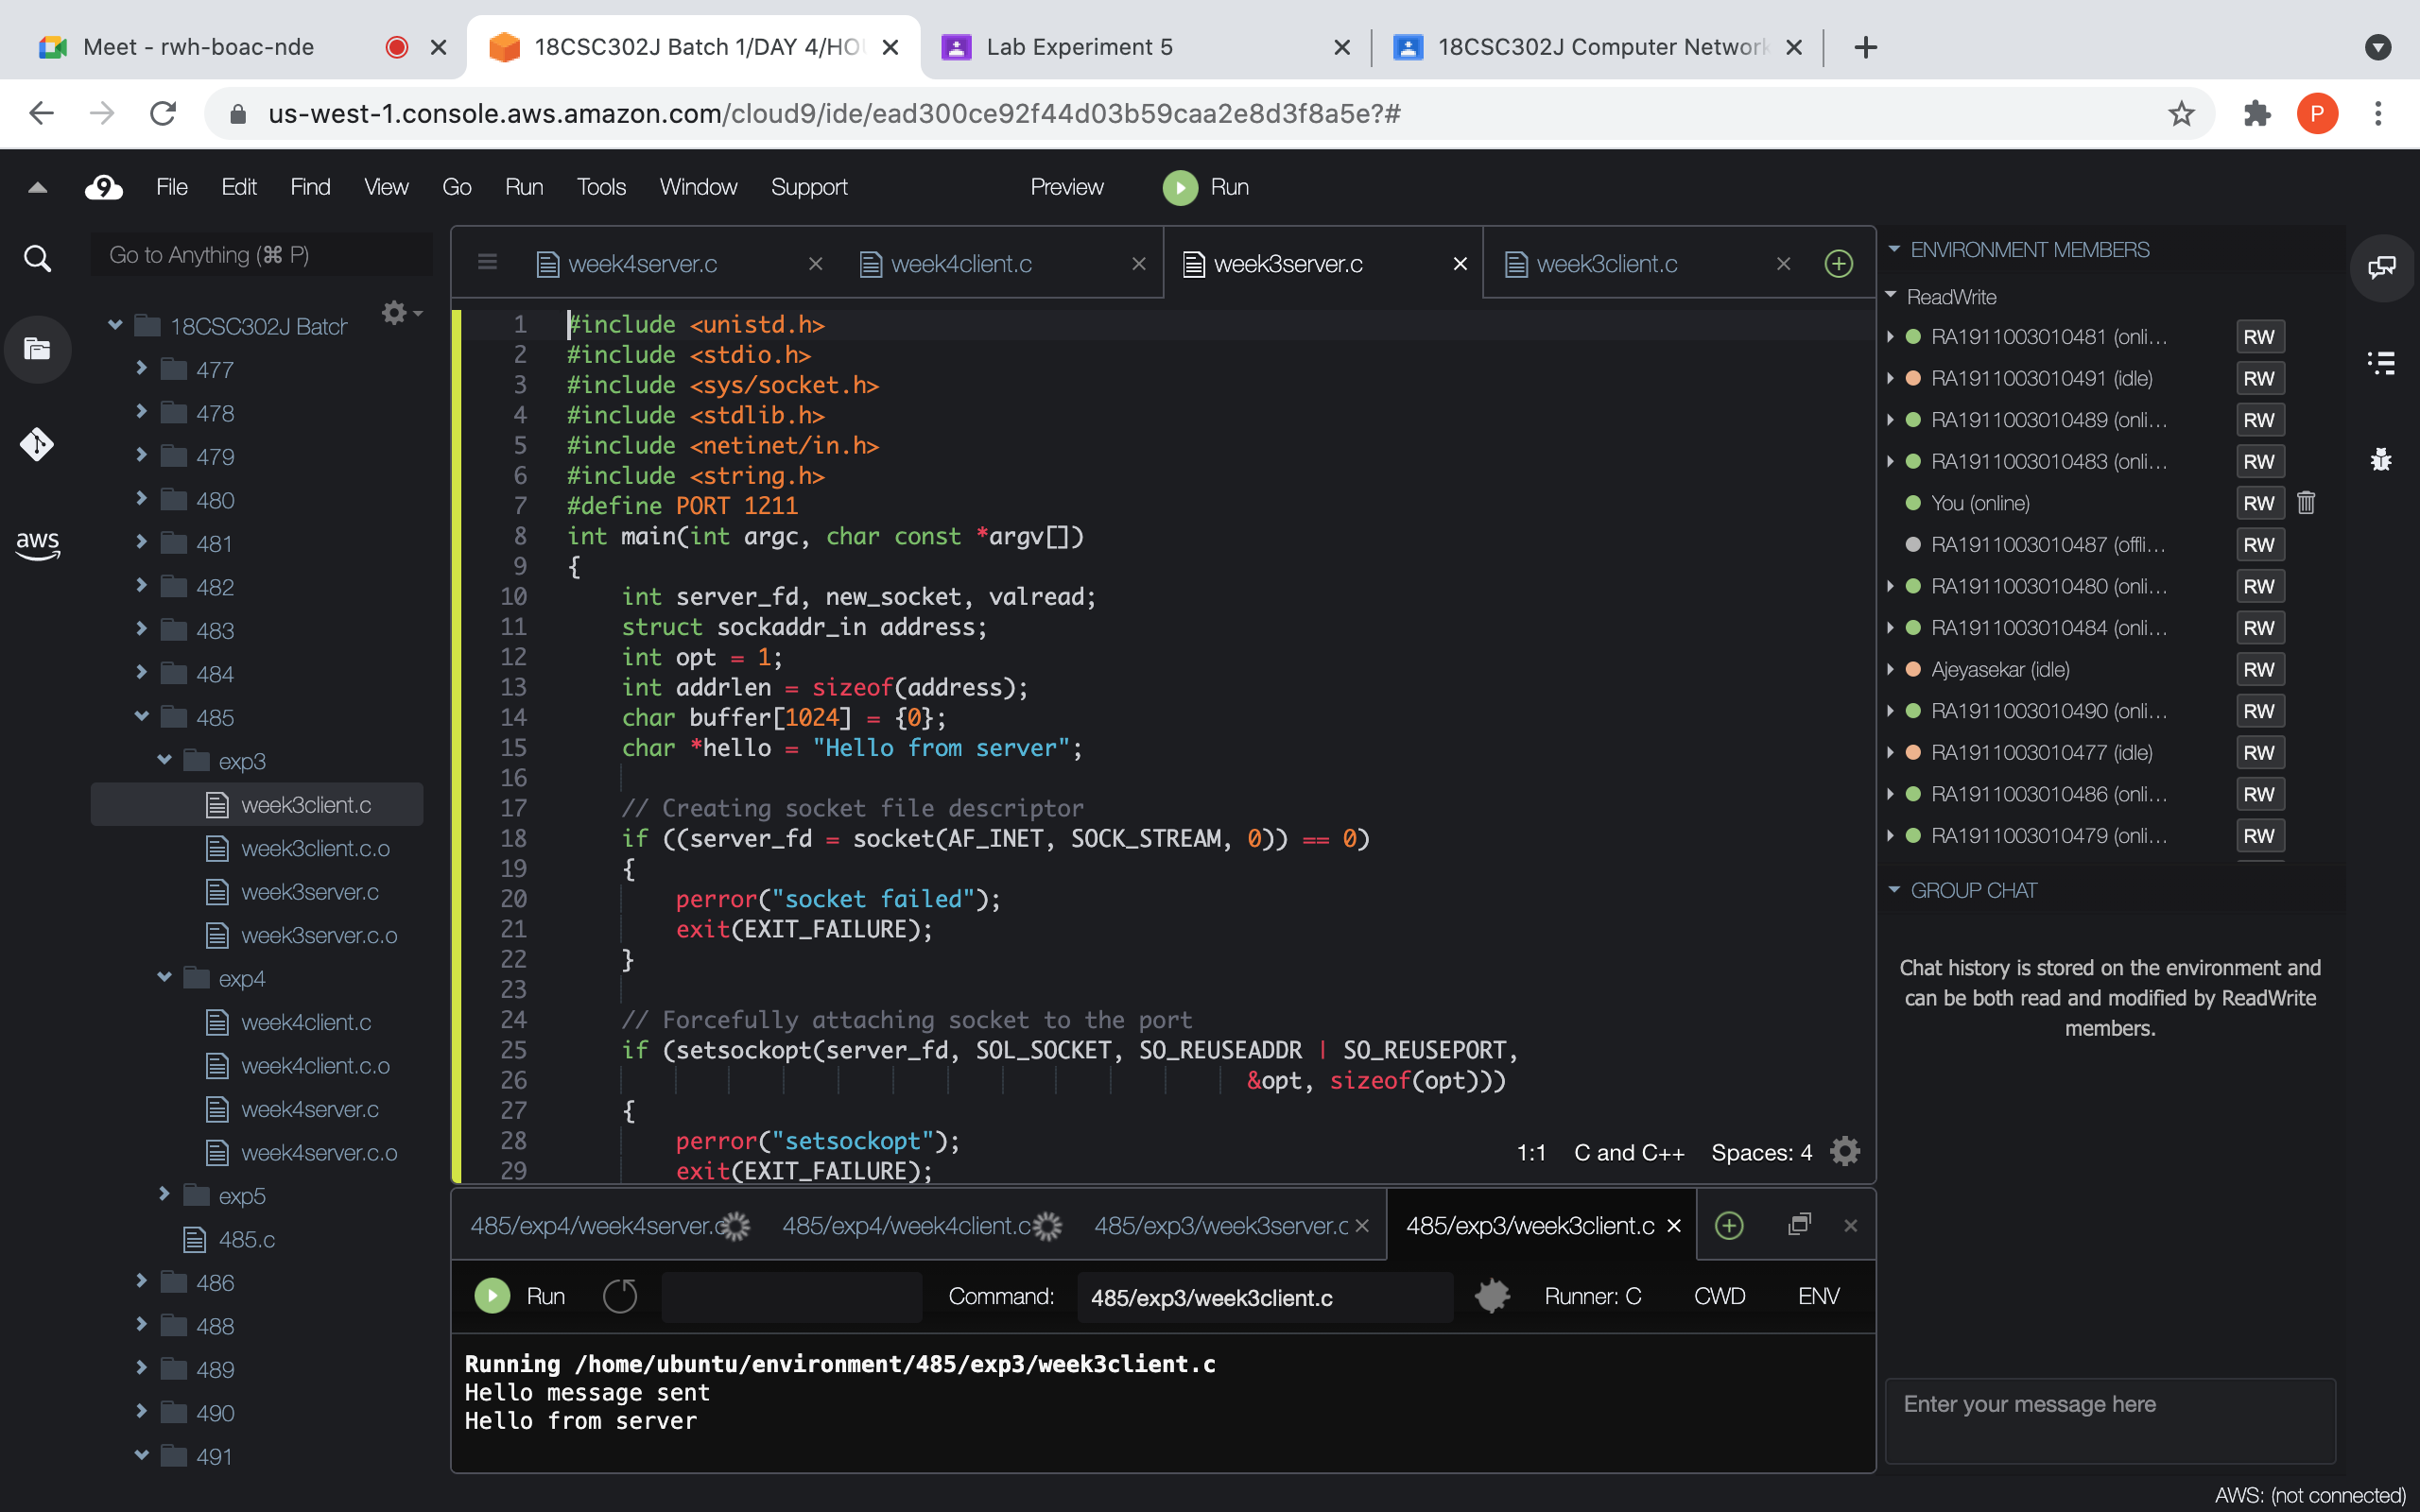 Meet - rwh-boac-nde
18CSC302J Batch 1/DAY 4/HO
Lab Experiment 5
18CSC302J Computer Network
us-west-1.console.aws.amazon.com/cloud9/ide/ead300ce92f44d03b59caa2e8d3f8a5e?#
P
9 File Edit Find View Go Run Tools Window Support Preview Run
Go to Anything (⌘ P)
aws
18CSC302J Batch
477
478
479
480
481
482
483
484
485
exp3
week3client.c
week3client.c.o
week3server.c
week3server.c.o
exp4
week4client.c
week4client.c.o
week4server.c
week4server.c.o
exp5
485.c
486
488
489
490
491
week4server.c week4client.c week3server.c week3client.c
1 #include <unistd.h>
2 #include <stdio.h>
3 #include <sys/socket.h>
4 #include <stdlib.h>
5 #include <netinet/in.h>
6 #include <string.h>
7 #define PORT 1211
8 int main(int argc, char const *argv[])
9 {
10 int server_fd, new_socket, valread;
11 struct sockaddr_in address;
12 int opt = 1;
13 int addrlen = sizeof(address);
14 char buffer[1024] = {0};
15 char *hello = "Hello from server";
16
17 // Creating socket file descriptor
18 if ((server_fd = socket(AF_INET, SOCK_STREAM, 0)) == 0)
19 {
20 perror("socket failed");
21 exit(EXIT_FAILURE);
22 }
23
24 // Forcefully attaching socket to the port
25 if (setsockopt(server_fd, SOL_SOCKET, SO_REUSEADDR | SO_REUSEPORT,
26 &opt, sizeof(opt)))
27 {
28 perror("setsockopt");
29 exit(EXIT_FAILURE);
1:1 C and C++ Spaces: 4
485/exp4/week4server.c 485/exp4/week4client.c 485/exp3/week3server.c 485/exp3/week3client.c
Run Command: 485/exp3/week3client.c Runner: C CWD ENV
Running /home/ubuntu/environment/485/exp3/week3client.c
Hello message sent
Hello from server
ENVIRONMENT MEMBERS
ReadWrite
RA1911003010481 (onli... RW
RA1911003010491 (idle) RW
RA1911003010489 (onli... RW
RA1911003010483 (onli... RW
You (online) RW
RA1911003010487 (offli... RW
RA1911003010480 (onli... RW
RA1911003010484 (onli... RW
Ajeyasekar (idle) RW
RA1911003010490 (onli... RW
RA1911003010477 (idle) RW
RA1911003010486 (onli... RW
RA1911003010479 (onli... RW
GROUP CHAT
Chat history is stored on the environment and
can be both read and modified by ReadWrite
members.
Enter your message here
AWS: (not connected)